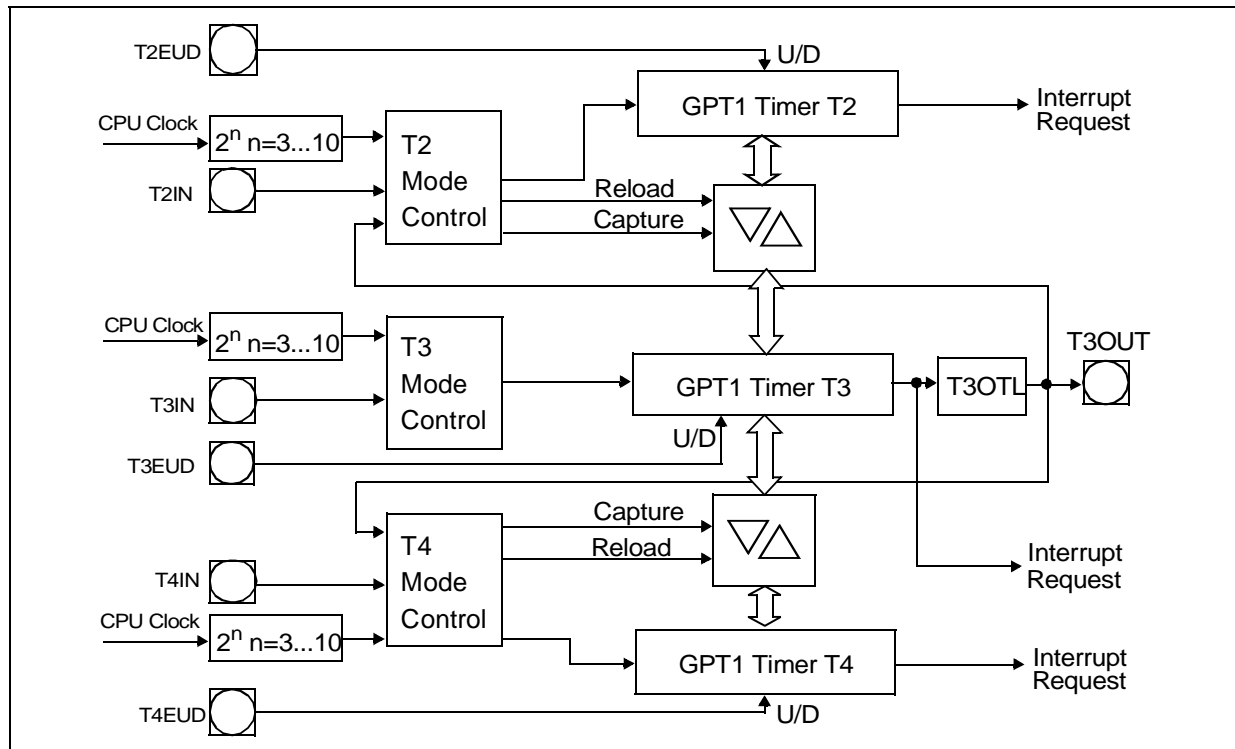 T2EUD
U/D
GPT1 Timer T2
Interrupt
Request
CPU Clock
2ⁿ n=3...10
T2
Mode
Control
T2IN
Reload
Capture
CPU Clock
2ⁿ n=3...10
T3
Mode
Control
T3IN
GPT1 Timer T3
T3OTL
T3OUT
U/D
T3EUD
Capture
Reload
T4
Mode
Control
T4IN
Interrupt
Request
CPU Clock
2ⁿ n=3...10
GPT1 Timer T4
Interrupt
Request
T4EUD
U/D